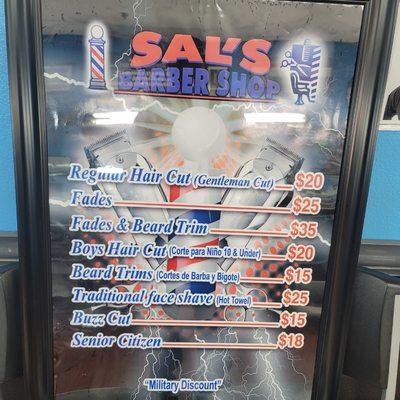 SAL'S
BARBER SHOP
Regular Hair Cut (Gentleman Cut) $20
Fades $25
Fades & Beard Trim $35
Boys Hair Cut (Corte para Niño 10 & Under) $20
Beard Trims (Cortes de Barba y Bigote) $15
Traditional face shave (Hot Towel) $25
Buzz Cut $15
Senior Citizen $18
"Military Discount"